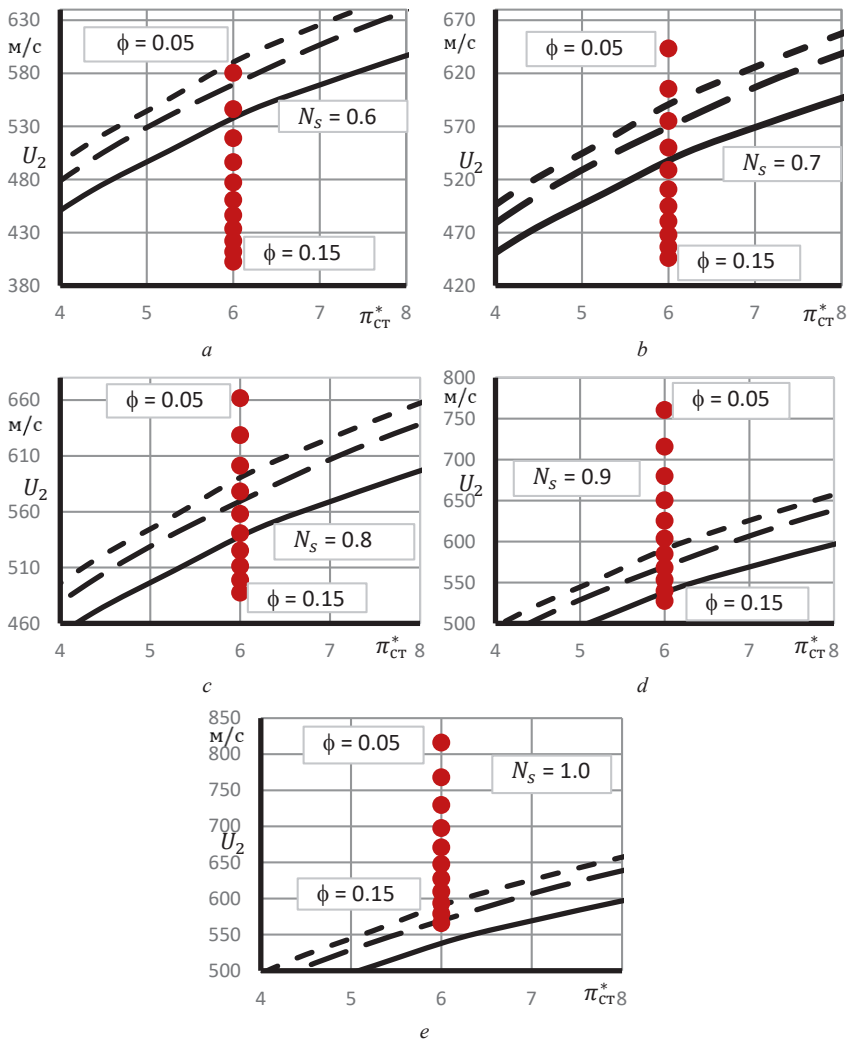 630
м/с
580
530
U₂
480
430
380
ϕ = 0.05
Nₛ = 0.6
ϕ = 0.15
4 5 6 7 8
π*ст
a
670
м/с
620
570
U₂
520
470
420
ϕ = 0.05
Nₛ = 0.7
ϕ = 0.15
4 5 6 7 8
π*ст
b
660
м/с
610
U₂
560
510
460
ϕ = 0.05
Nₛ = 0.8
ϕ = 0.15
4 5 6 7 8
π*ст
c
800
м/с
750
700
U₂
650
600
550
500
ϕ = 0.05
Nₛ = 0.9
ϕ = 0.15
4 5 6 7 8
π*ст
d
850
м/с
800
750
700
U₂
650
600
550
500
ϕ = 0.05
Nₛ = 1.0
ϕ = 0.15
4 5 6 7 8
π*ст
e